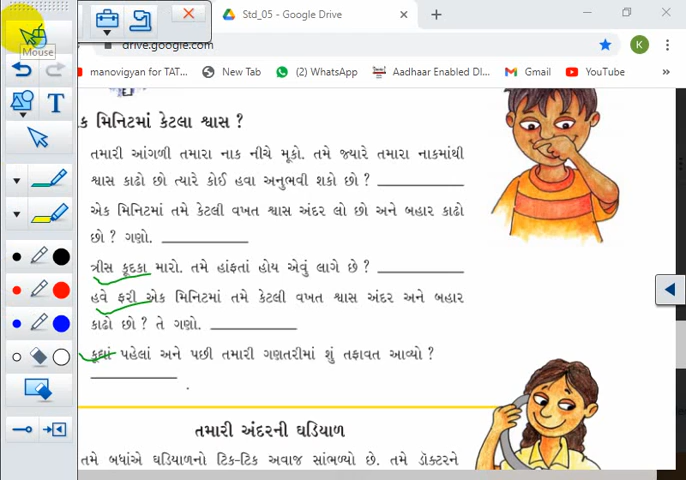 Std_05 - Google Drive
drive.google.com
K
Mouse
manovigyan for TAT...
New Tab
(2) WhatsApp
Aadhaar Enabled DI...
Gmail
YouTube
T
ક મિનિટમાં કેટલા શ્વાસ ?
તમારી આંગળી તમારા નાક નીચે મૂકો. તમે જ્યારે તમારા નાકમાંથી
શ્વાસ કાઢો છો ત્યારે કોઈ હવા અનુભવી શકો છો ?
એક મિનિટમાં તમે કેટલી વખત શ્વાસ અંદર લો છો અને બહાર કાઢો
છો ? ગણો.
ત્રીસ કૂદકા મારો. તમે હાંફતાં હોય એવું લાગે છે ?
હવે ફરી એક મિનિટમાં તમે કેટલી વખત શ્વાસ અંદર અને બહાર
કાઢો છો ? તે ગણો.
કૂદ્યાં પહેલાં અને પછી તમારી ગણતરીમાં શું તફાવત આવ્યો ?
તમારી અંદરની ઘડિયાળ
તમે બધાંએ ઘડિયાળનો ટિક-ટિક અવાજ સાંભળ્યો છે. તમે ડૉક્ટરને